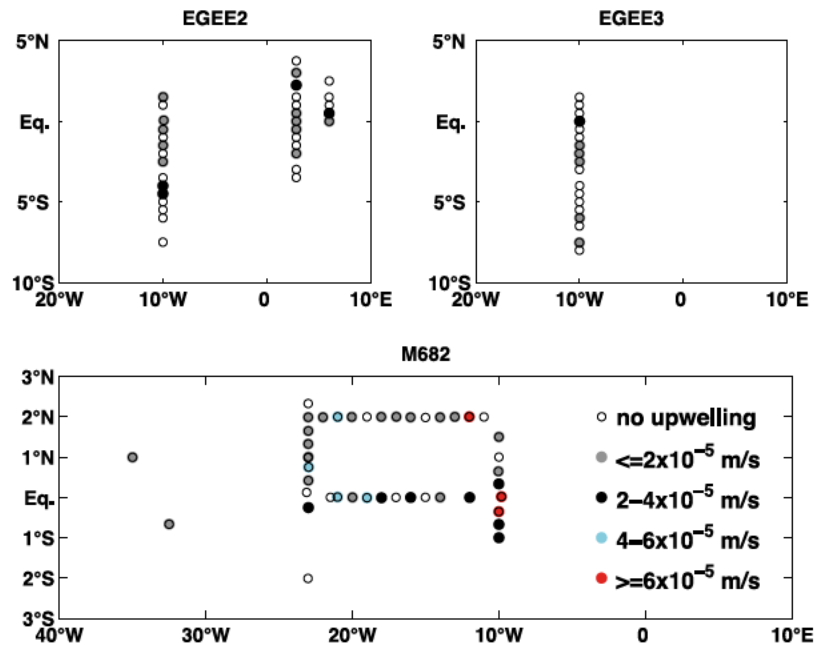 EGEE2 EGEE3
5°N 5°N
Eq. Eq.
5°S 5°S
10°S 10°S
20°W 10°W 0 10°E 20°W 10°W 0 10°E
M682
3°N
2°N no upwelling
1°N <=2x10⁻⁵ m/s
Eq. 2–4x10⁻⁵ m/s
1°S 4–6x10⁻⁵ m/s
2°S >=6x10⁻⁵ m/s
3°S
40°W 30°W 20°W 10°W 0 10°E